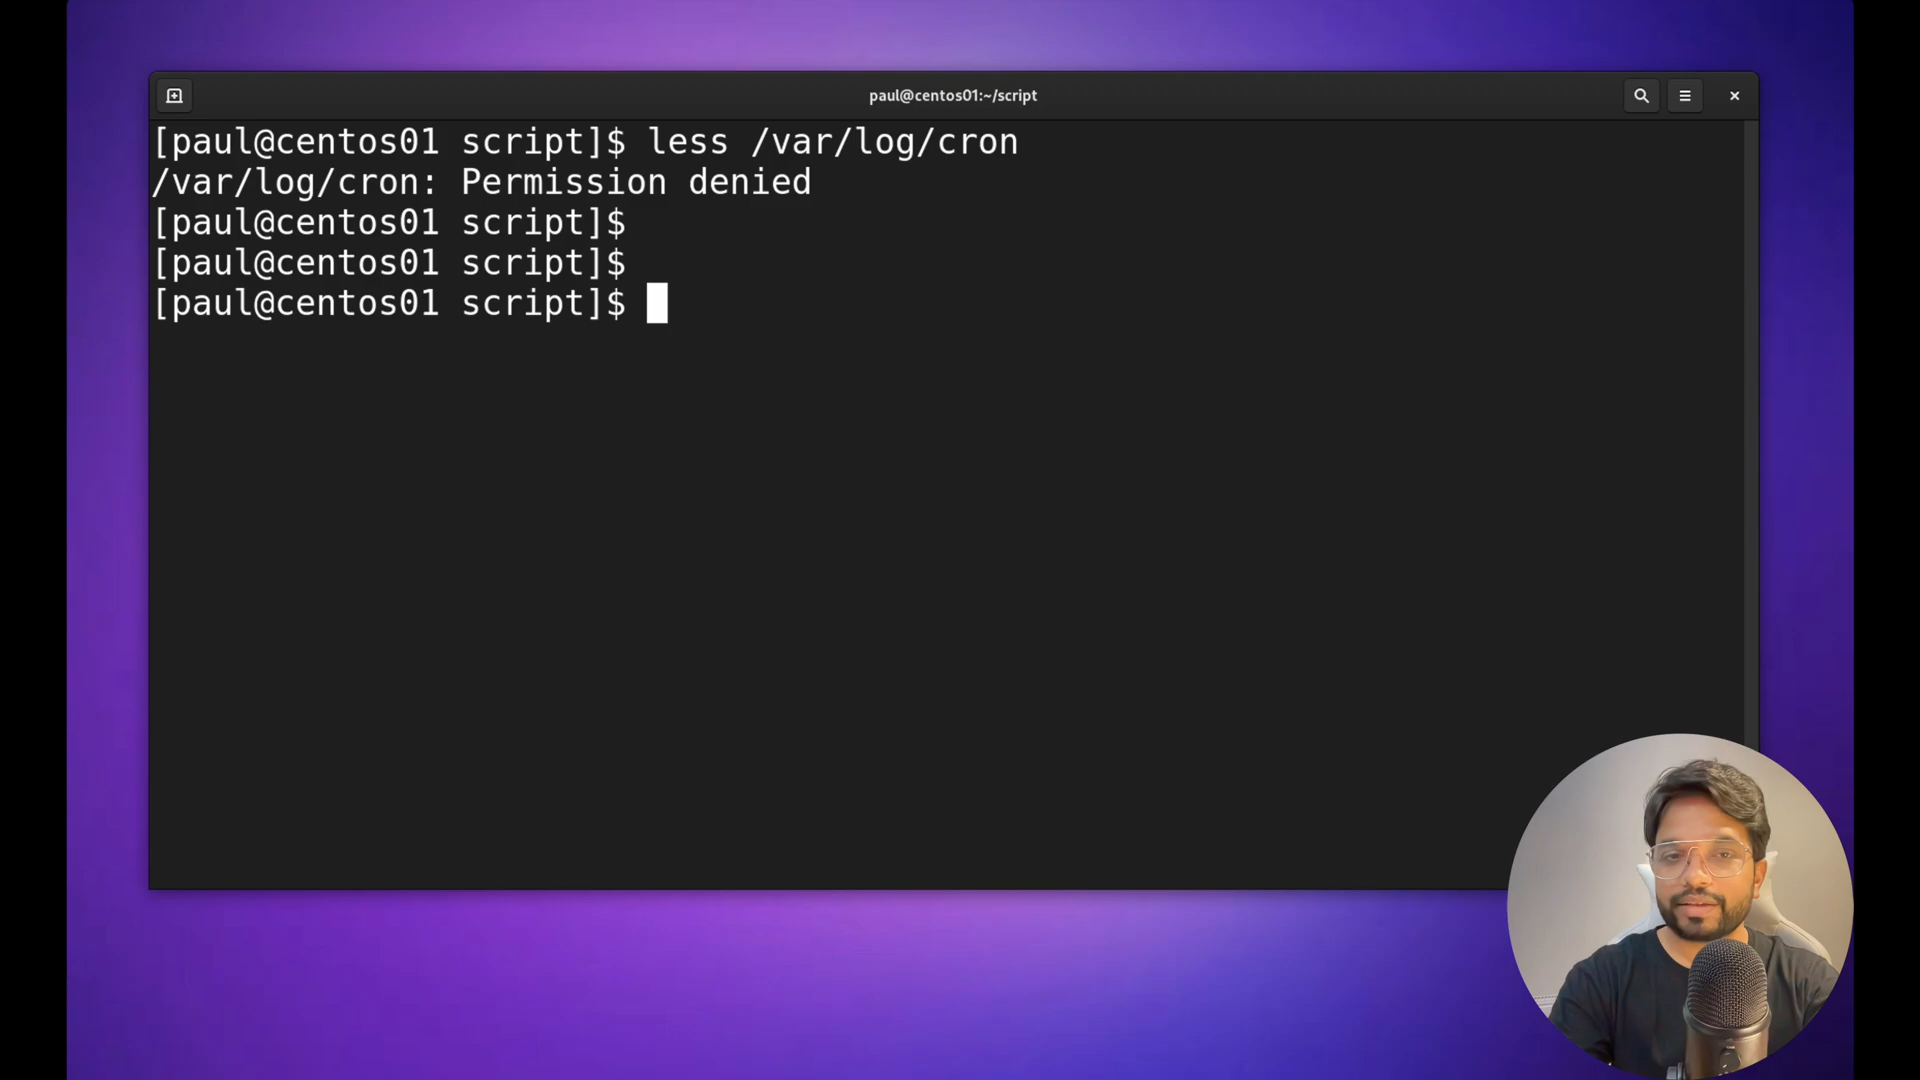 paul@centos01:~/script
[paul@centos01 script]$ less /var/log/cron
/var/log/cron: Permission denied
[paul@centos01 script]$
[paul@centos01 script]$
[paul@centos01 script]$